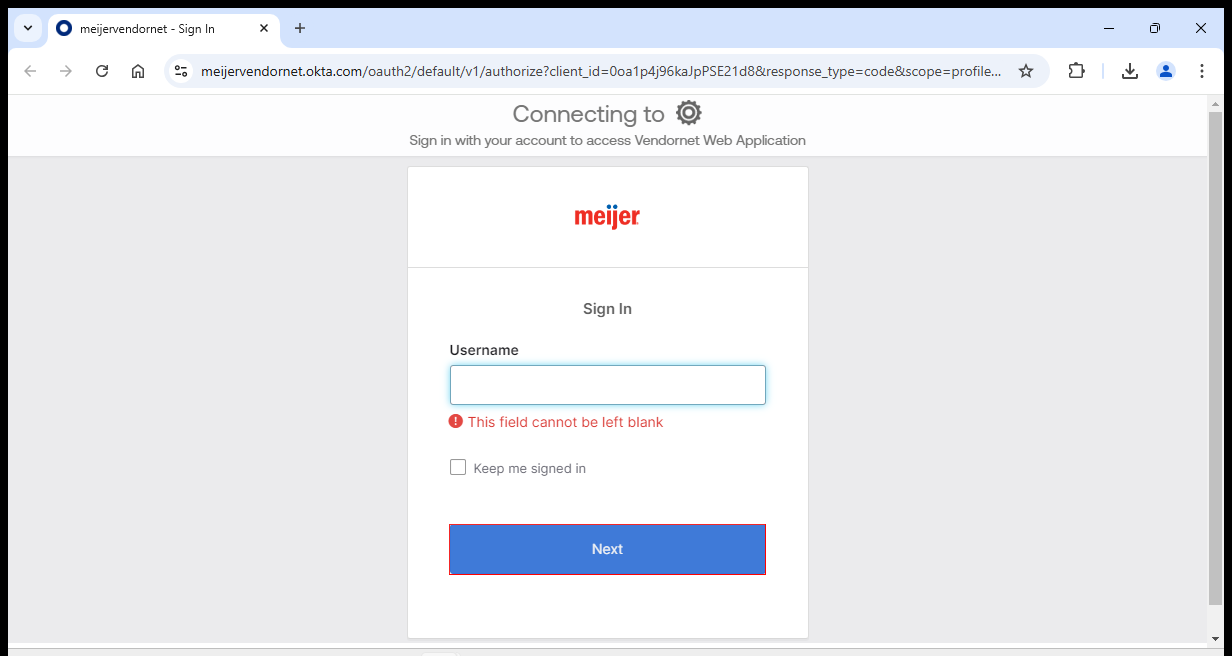 meijervendornet - Sign In
meijervendornet.okta.com/oauth2/default/v1/authorize?client_id=0oa1p4j96kaJpPSE21d8&response_type=code&scope=profile...
Connecting to
Sign in with your account to access Vendornet Web Application
meijer
Sign In
Username
This field cannot be left blank
Keep me signed in
Next